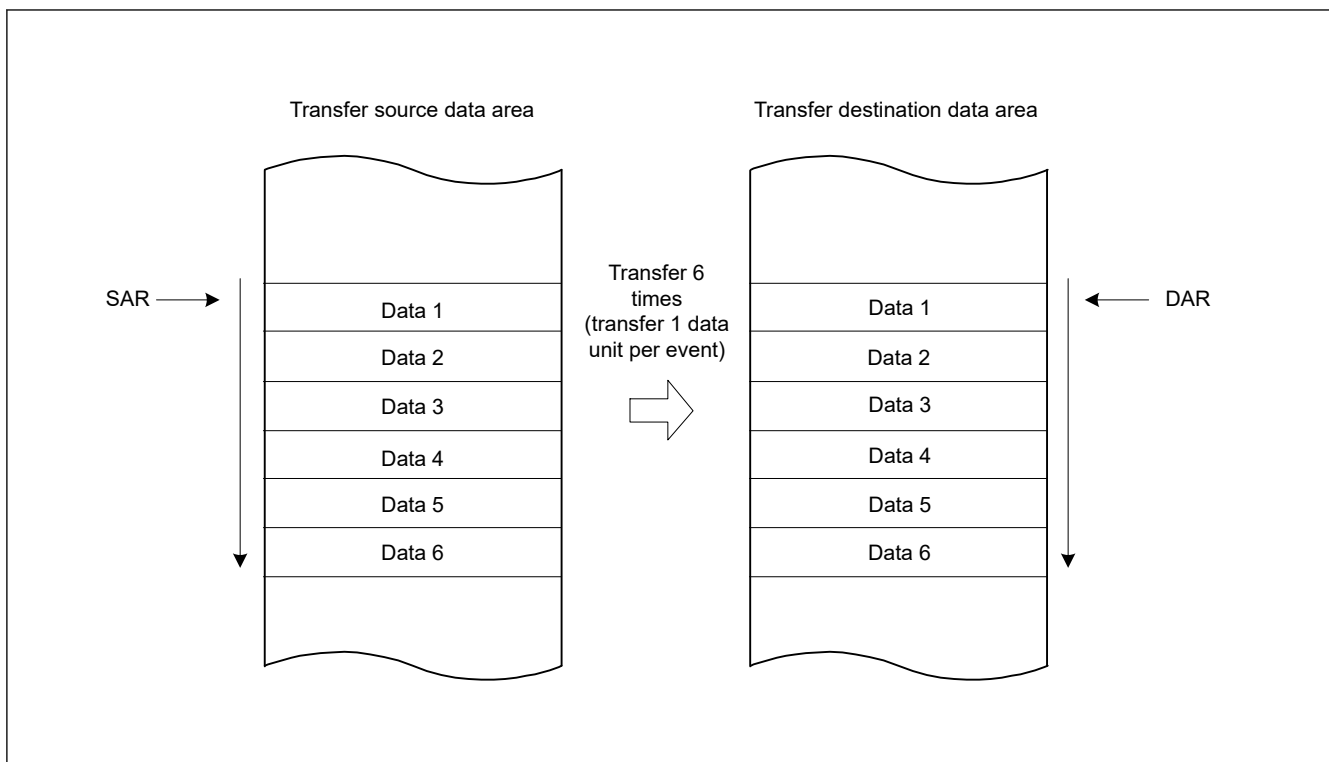 Transfer source data area
Transfer destination data area
SAR
Data 1
Data 2
Data 3
Data 4
Data 5
Data 6
Transfer 6
times
(transfer 1 data
unit per event)
Data 1
Data 2
Data 3
Data 4
Data 5
Data 6
DAR